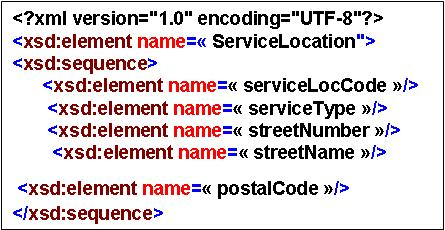 <?xml version="1.0" encoding="UTF-8"?>
<xsd:element name=« ServiceLocation">
<xsd:sequence>
<xsd:element name=« serviceLocCode »/>
<xsd:element name=« serviceType »/>
<xsd:element name=« streetNumber »/>
<xsd:element name=« streetName »/>
<xsd:element name=« postalCode »/>
</xsd:sequence>